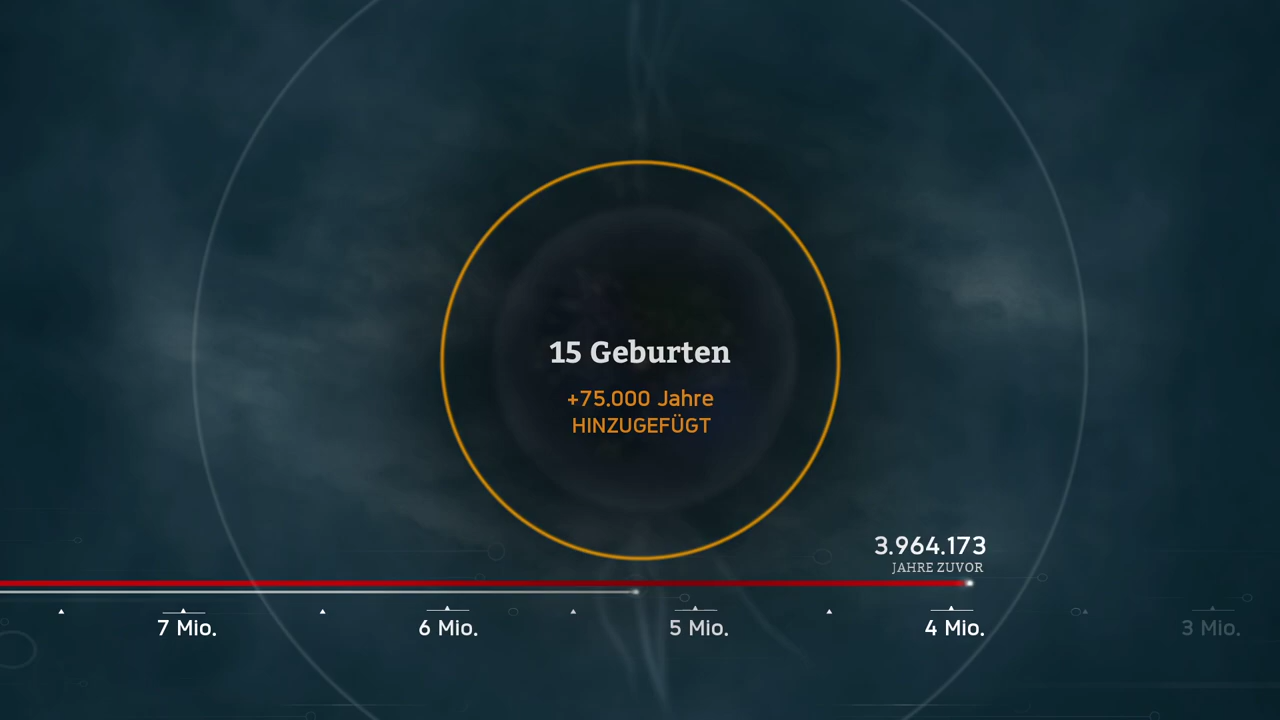 15 Geburten
+75.000 Jahre
HINZUGEFÜGT
3.964.173
JAHRE ZUVOR
7 Mio. 6 Mio. 5 Mio. 4 Mio. 3 Mio.